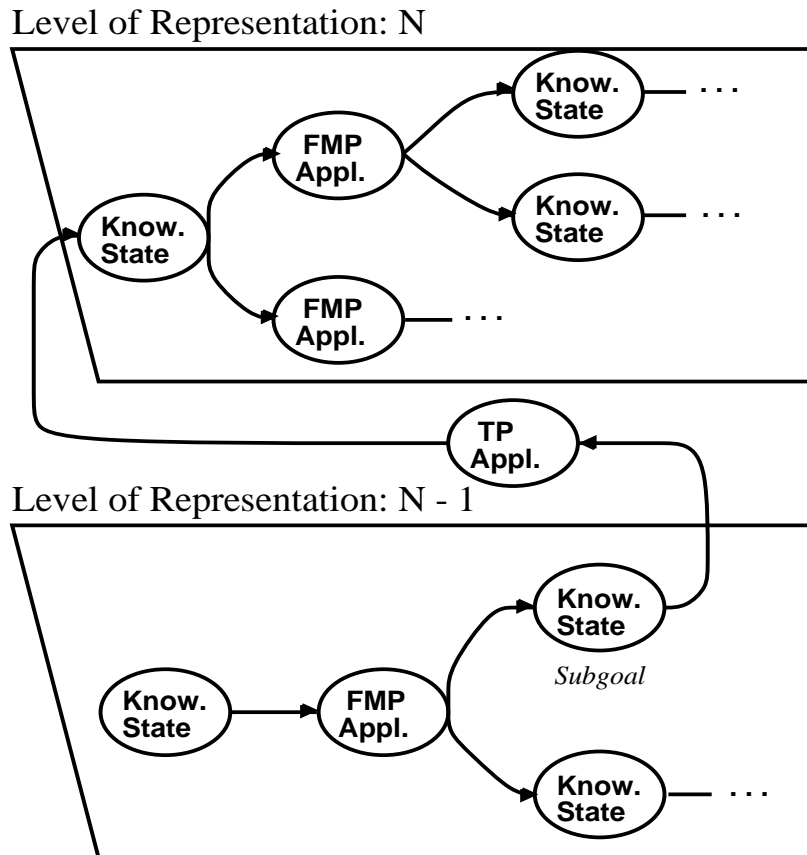 Level of Representation: N
Know.
State
. . .
FMP
Appl.
Know.
State
Know.
State
. . .
FMP
Appl.
. . .
TP
Appl.
Level of Representation: N - 1
Know.
State
Subgoal
Know.
State
FMP
Appl.
Know.
State
. . .